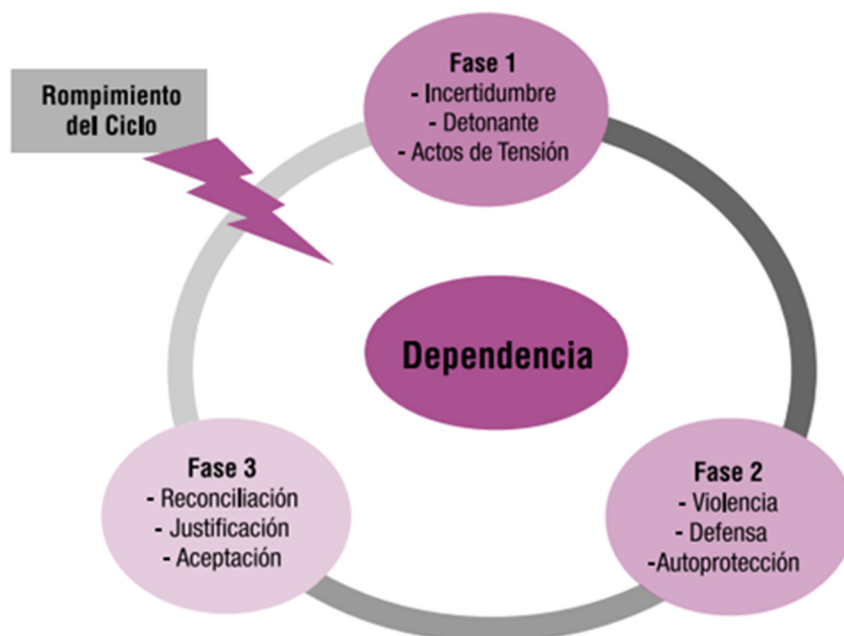 Rompimiento
del Ciclo
Fase 1
- Incertidumbre
- Detonante
- Actos de Tensión
Dependencia
Fase 3
- Reconciliación
- Justificación
- Aceptación
Fase 2
- Violencia
- Defensa
-Autoprotección